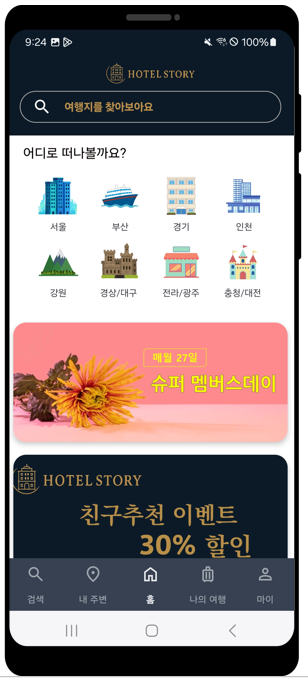 9:24
100%
HOTEL STORY
여행지를 찾아보아요
어디로 떠나볼까요?
서울 부산 경기 인천
강원 경상/대구 전라/광주 충청/대전
매월 27일
슈퍼 멤버스데이
HOTEL STORY
친구추천 이벤트
30% 할인
검색 내 주변 홈 나의 여행 마이